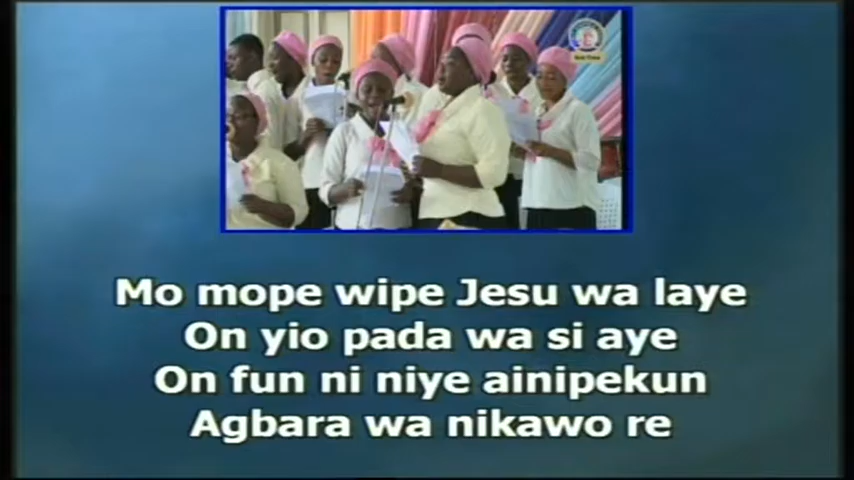 Mo mope wipe Jesu wa laye
On yio pada wa si aye
On fun ni niye ainipekun
Agbara wa nikawo re